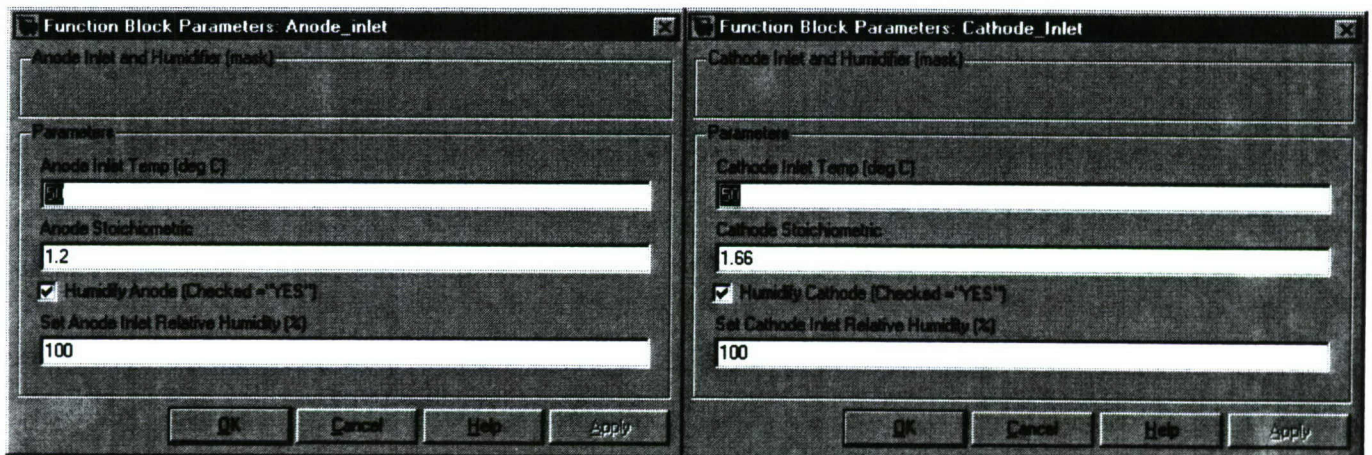 Function Block Parameters: Anode_inlet
Anode Inlet and Humidifier (mask)
Parameters
Anode Inlet Temp (deg C)
50
Anode Stoichiometric
1.2
Humidify Anode (Checked ="YES")
Set Anode Inlet Relative Humidity (%)
100
OK Cancel Help Apply
Function Block Parameters: Cathode_Inlet
Cathode Inlet and Humidifier (mask)
Parameters
Cathode Inlet Temp (deg C)
50
Cathode Stoichiometric
1.66
Humidify Cathode (Checked ="YES")
Set Cathode Inlet Relative Humidity (%)
100
OK Cancel Help Apply